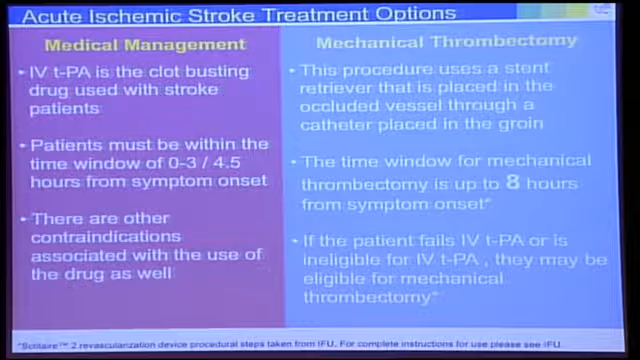 Acute Ischemic Stroke Treatment Options
Medical Management
• IV t-PA is the clot busting
drug used with stroke
patients
• Patients must be within the
time window of 0-3 / 4.5
hours from symptom onset
• There are other
contraindications
associated with the use of
the drug as well
Mechanical Thrombectomy
• This procedure uses a stent
retriever that is placed in the
occluded vessel through a
catheter placed in the groin
• The time window for mechanical
thrombectomy is up to 8 hours
from symptom onset*
• If the patient fails IV t-PA or is
ineligible for IV t-PA , they may be
eligible for mechanical
thrombectomy*
*Solitaire™ 2 revascularization device procedural steps taken from IFU. For complete instructions for use please see IFU.